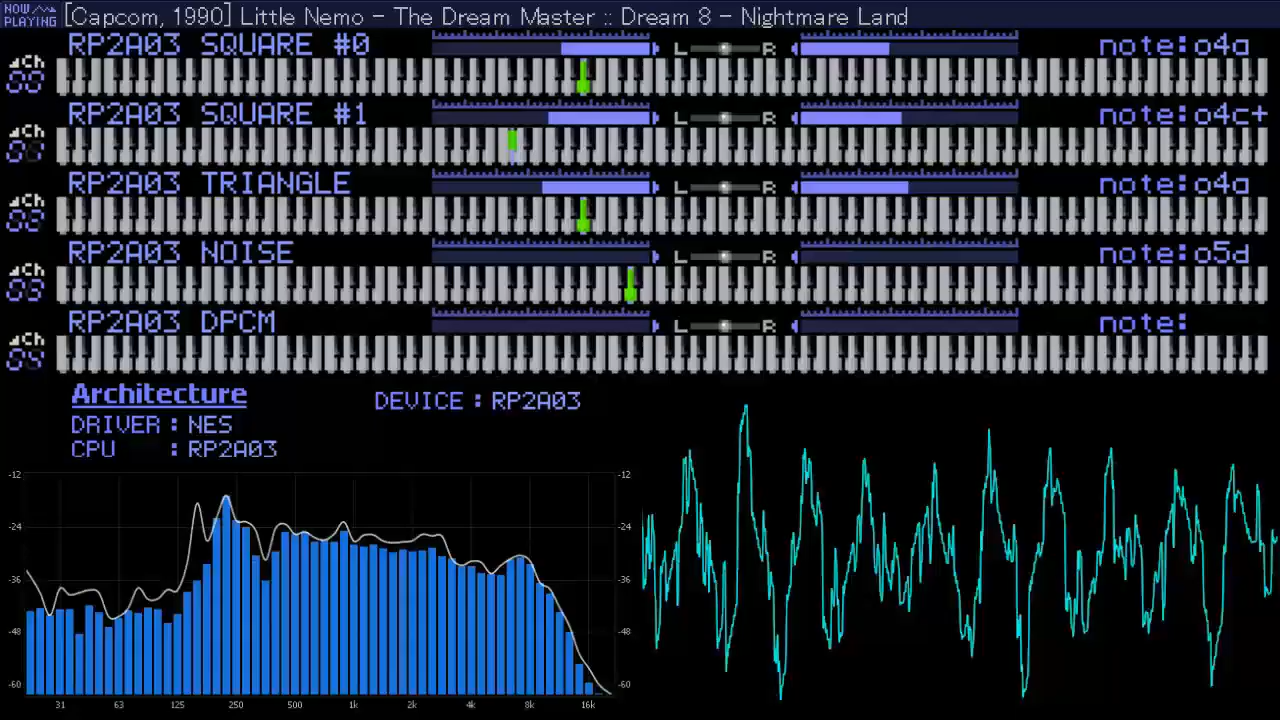 NOW PLAYING [Capcom, 1990] Little Nemo - The Dream Master :: Dream 8 - Nightmare Land
RP2A03 SQUARE #0 L R note:o4a
Ch 00
RP2A03 SQUARE #1 L R note:o4c+
Ch
RP2A03 TRIANGLE L R note:o4a
Ch 02
RP2A03 NOISE L R note:o5d
Ch 03
RP2A03 DPCM L R note:
Ch 04
Architecture
DEVICE : RP2A03
DRIVER : NES
CPU : RP2A03
-12 -12
-24 -24
-36 -36
-48 -48
-60 -60
31 63 125 250 500 1k 2k 4k 8k 16k